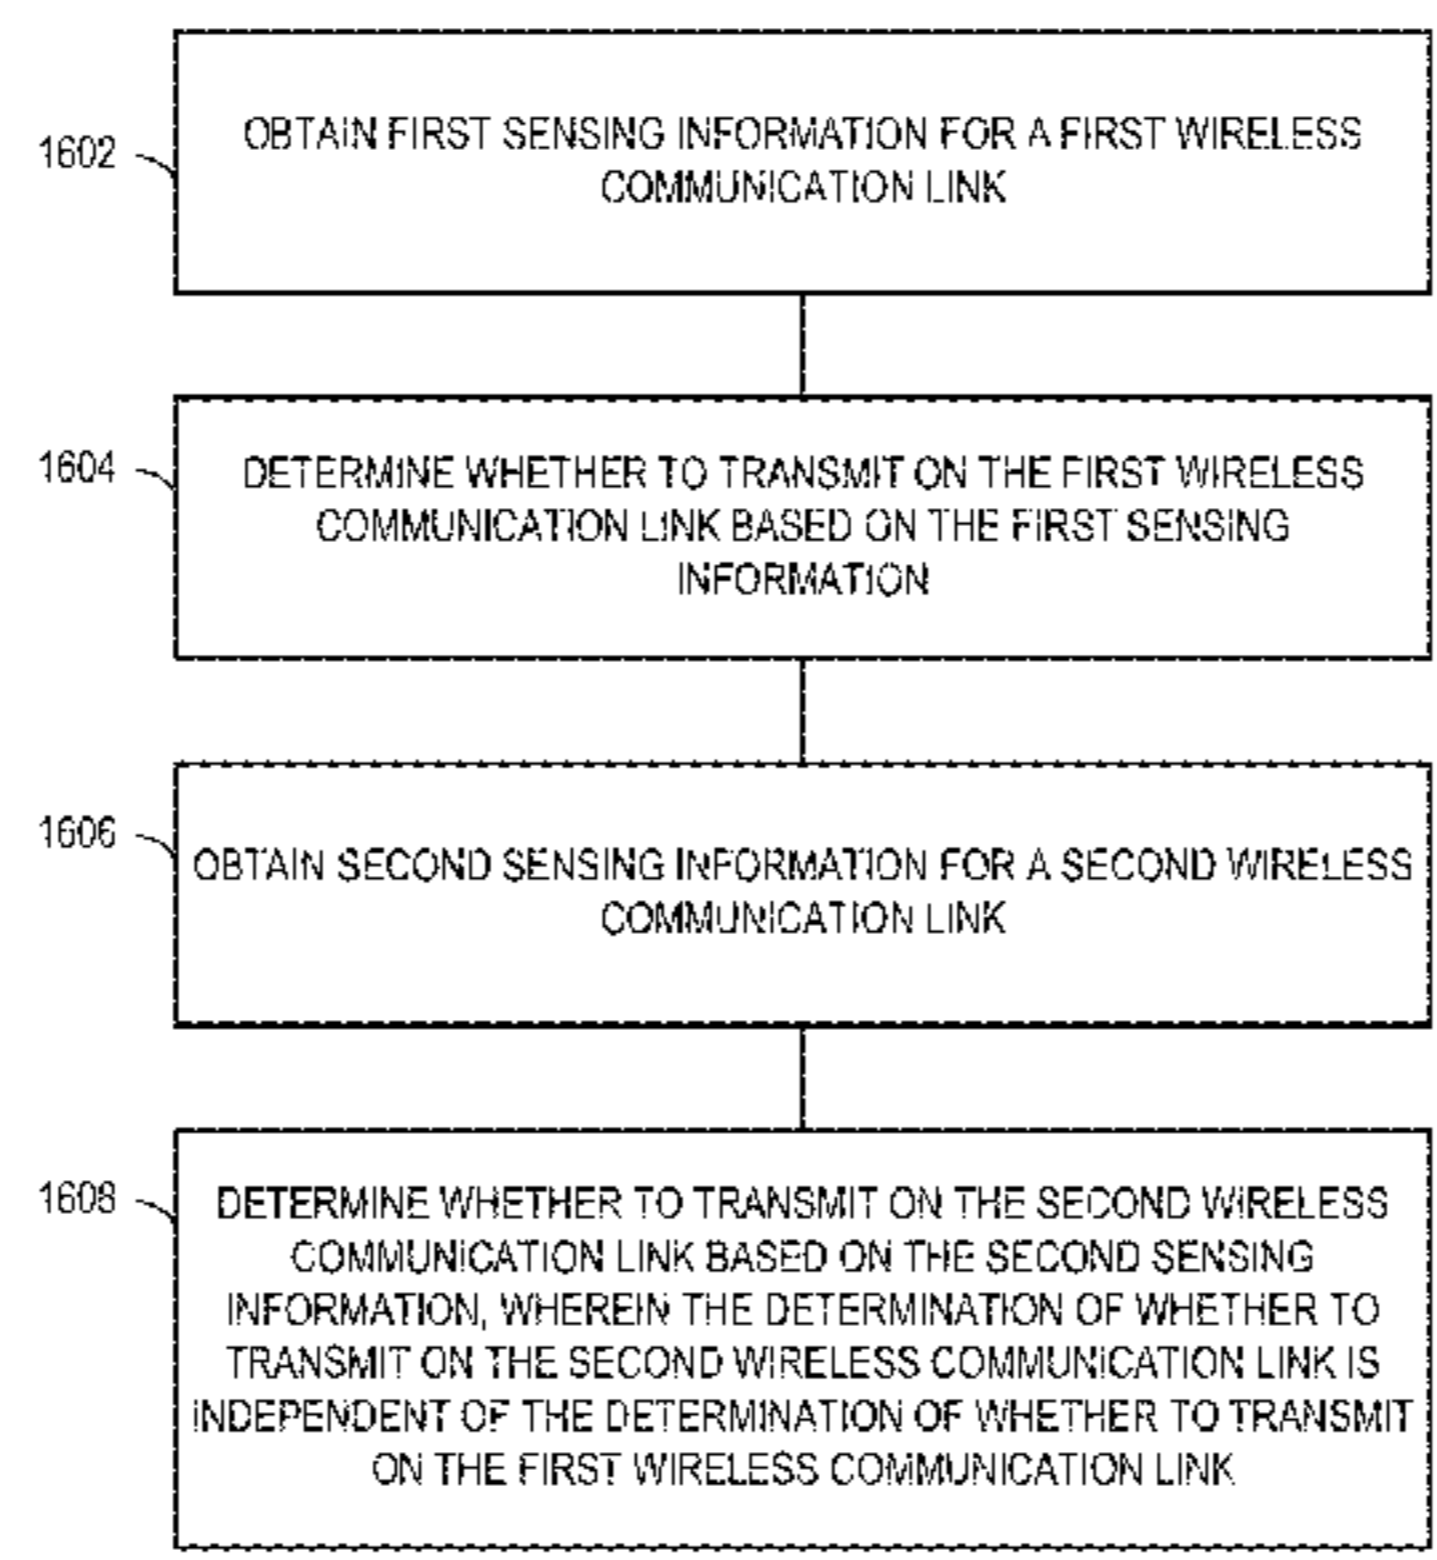 1602
OBTAIN FIRST SENSING INFORMATION FOR A FIRST WIRELESS
COMMUNICATION LINK
1604
DETERMINE WHETHER TO TRANSMIT ON THE FIRST WIRELESS
COMMUNICATION LINK BASED ON THE FIRST SENSING
INFORMATION
1606
OBTAIN SECOND SENSING INFORMATION FOR A SECOND WIRELESS
COMMUNICATION LINK
1608
DETERMINE WHETHER TO TRANSMIT ON THE SECOND WIRELESS
COMMUNICATION LINK BASED ON THE SECOND SENSING
INFORMATION, WHEREIN THE DETERMINATION OF WHETHER TO
TRANSMIT ON THE SECOND WIRELESS COMMUNICATION LINK IS
INDEPENDENT OF THE DETERMINATION OF WHETHER TO TRANSMIT
ON THE FIRST WIRELESS COMMUNICATION LINK